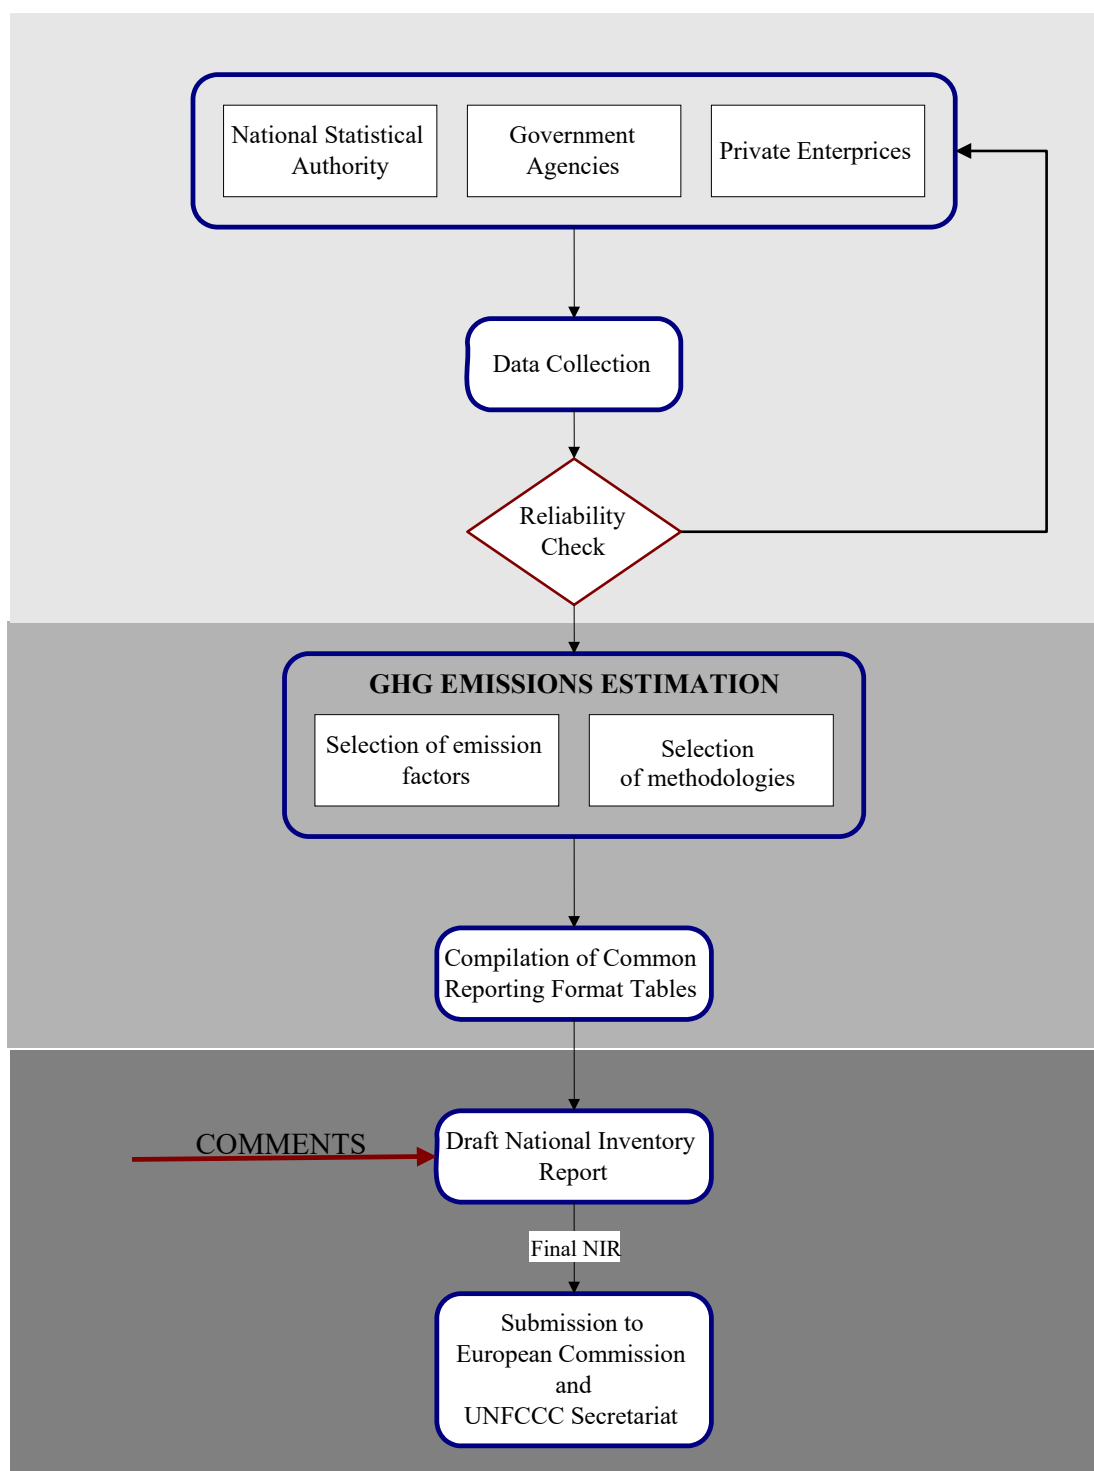 National Statistical
Authority
Government
Agencies
Private Enterprices
Data Collection
Reliability
Check
GHG EMISSIONS ESTIMATION
Selection of emission
factors
Selection
of methodologies
Compilation of Common
Reporting Format Tables
COMMENTS
Draft National Inventory
Report
Final NIR
Submission to
European Commission
and
UNFCCC Secretariat